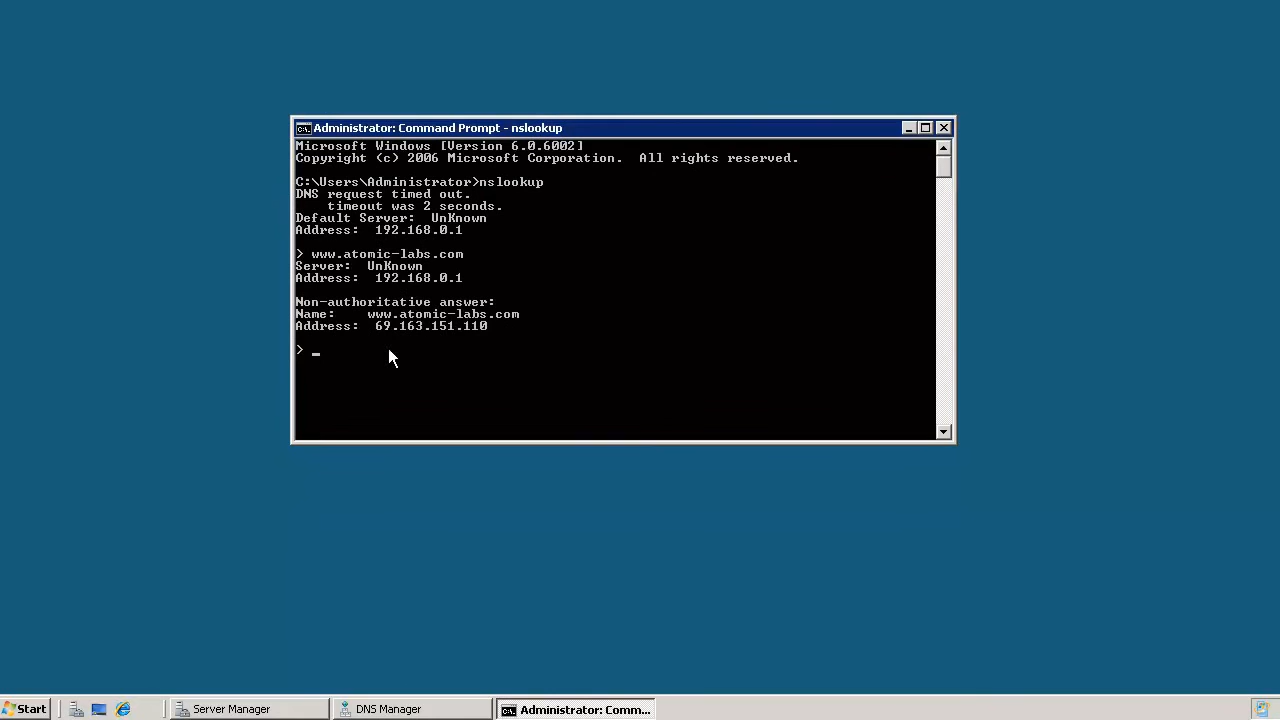 Administrator: Command Prompt - nslookup
Microsoft Windows [Version 6.0.6002]
Copyright (c) 2006 Microsoft Corporation.  All rights reserved.
C:\Users\Administrator>nslookup
DNS request timed out.
timeout was 2 seconds.
Default Server:  UnKnown
Address:  192.168.0.1
> www.atomic-labs.com
Server:  UnKnown
Address:  192.168.0.1
Non-authoritative answer:
Name:    www.atomic-labs.com
Address:  69.163.151.110
> _
Start Server Manager DNS Manager Administrator: Comm...